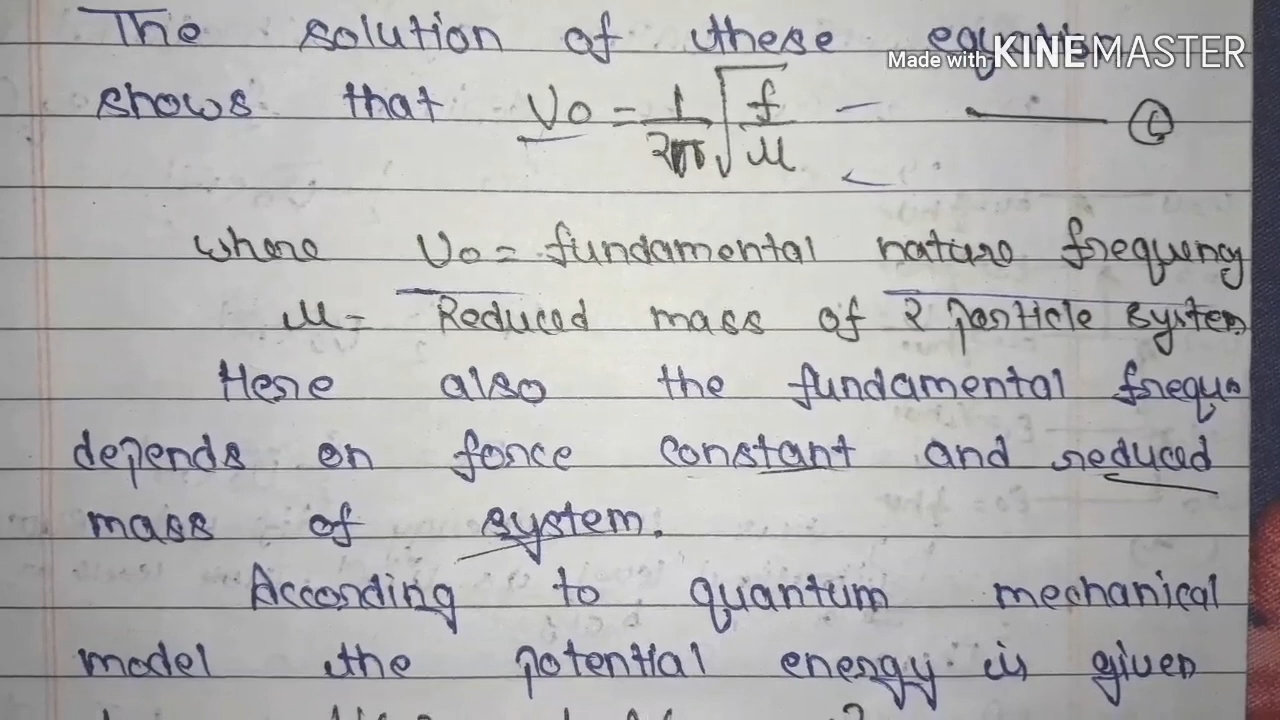 The solution of these equation
Made with KINEMASTER
shows that ν0 = 1/2π √f/μ — —— ⓒ
where ν0 = fundamental nature frequency
μ = Reduced mass of 2 particle system
Here also the fundamental frequ
depends on force constant and reduced
mass of system.
According to quantum mechanical
model the potential energy is given